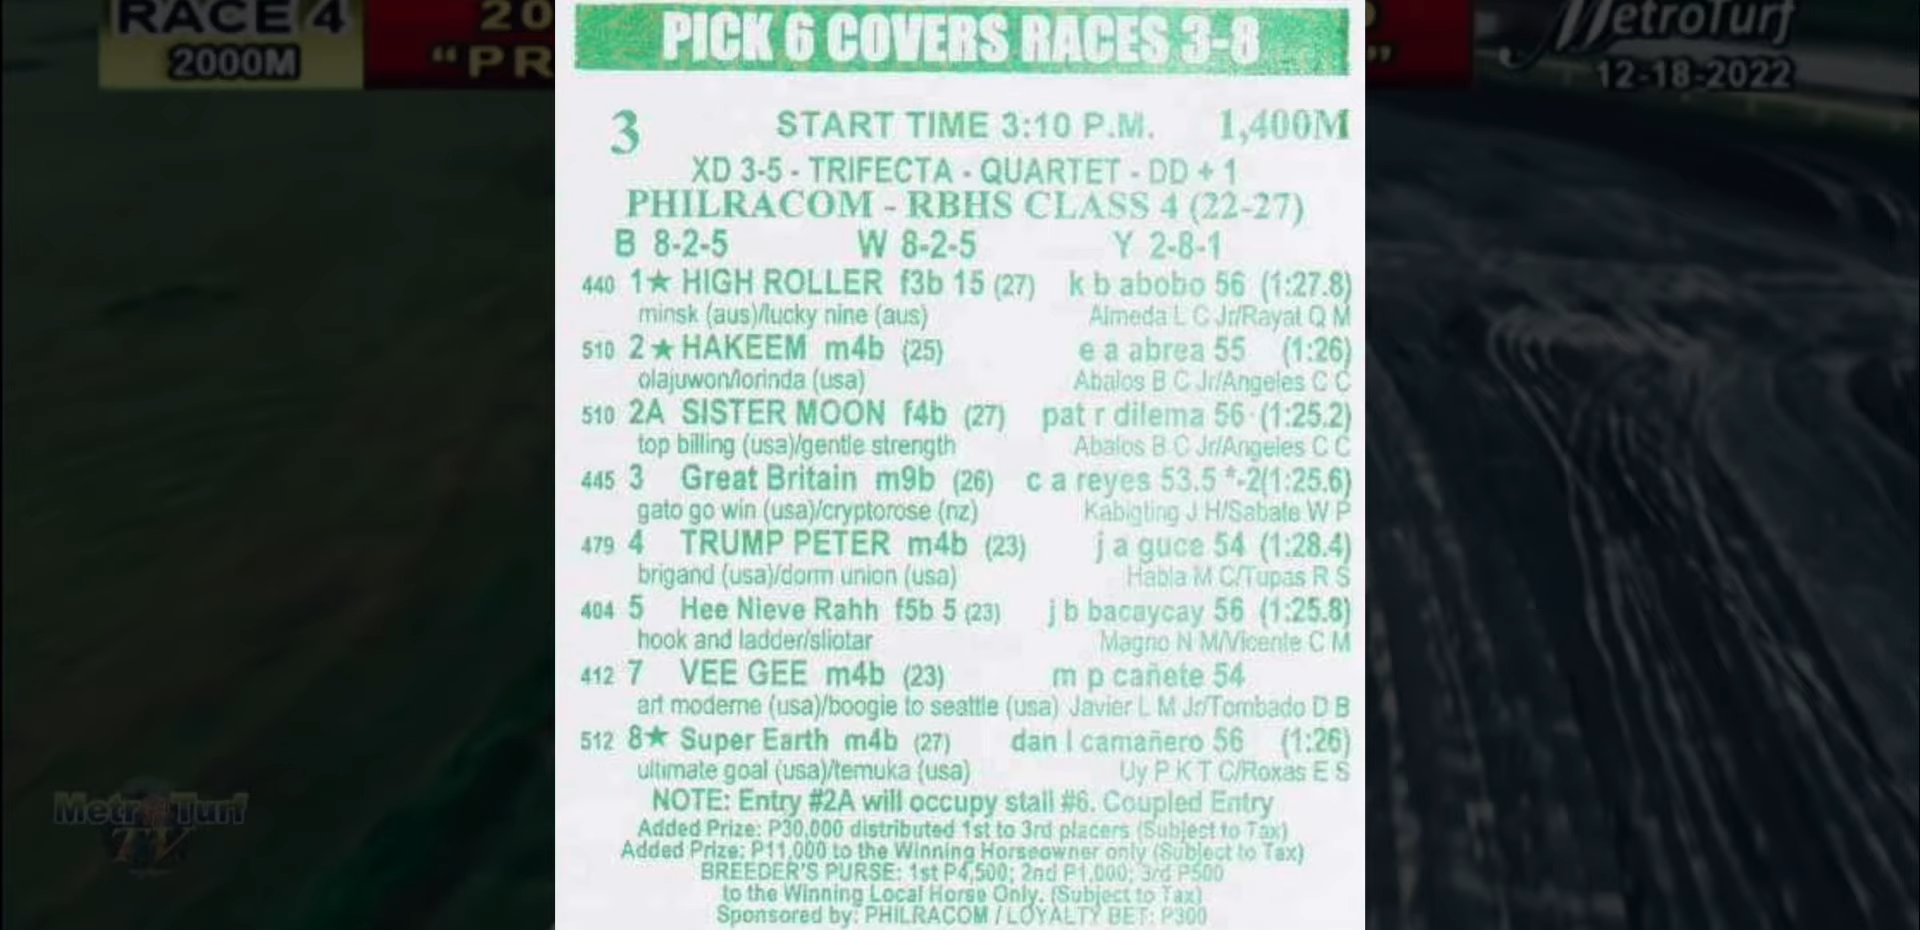 RACE 4
2000M
20
"PR
"
MetroTurf
12-18-2022
PICK 6 COVERS RACES 3-8
3 START TIME 3:10 P.M. 1,400M
XD 3-5 - TRIFECTA - QUARTET - DD + 1
PHILRACOM - RBHS CLASS 4 (22-27)
B 8-2-5 W 8-2-5 Y 2-8-1
440 1★ HIGH ROLLER f3b 15 (27) k b abobo 56 (1:27.8)
minsk (aus)/lucky nine (aus) Almeda L C Jr/Rayat Q M
510 2★ HAKEEM m4b (25) e a abrea 55 (1:26)
olajuwon/lorinda (usa) Abalos B C Jr/Angeles C C
510 2A SISTER MOON f4b (27) pat r dilema 56 (1:25.2)
top billing (usa)/gentle strength Abalos B C Jr/Angeles C C
445 3 Great Britain m9b (26) c a reyes 53.5 *-2(1:25.6)
gato go win (usa)/cryptorose (nz) Kabigting J H/Sabate W P
479 4 TRUMP PETER m4b (23) j a guce 54 (1:28.4)
brigand (usa)/dorm union (usa) Habla M C/Tupas R S
404 5 Hee Nieve Rahh f5b 5 (23) j b bacaycay 56 (1:25.8)
hook and ladder/sliotar Magno N M/Vicente C M
412 7 VEE GEE m4b (23) m p cañete 54
art moderne (usa)/boogie to seattle (usa) Javier L M Jr/Tombado D B
512 8★ Super Earth m4b (27) dan l camañero 56 (1:26)
ultimate goal (usa)/temuka (usa) Uy P K T C/Roxas E S
NOTE: Entry #2A will occupy stall #6. Coupled Entry
Added Prize: P30,000 distributed 1st to 3rd placers (Subject to Tax)
Added Prize: P11,000 to the Winning Horseowner only (Subject to Tax)
BREEDER'S PURSE: 1st P4,500; 2nd P1,000; 3rd P500
to the Winning Local Horse Only. (Subject to Tax)
Sponsored by: PHILRACOM / LOYALTY BET: P300
MetroTurf
TV